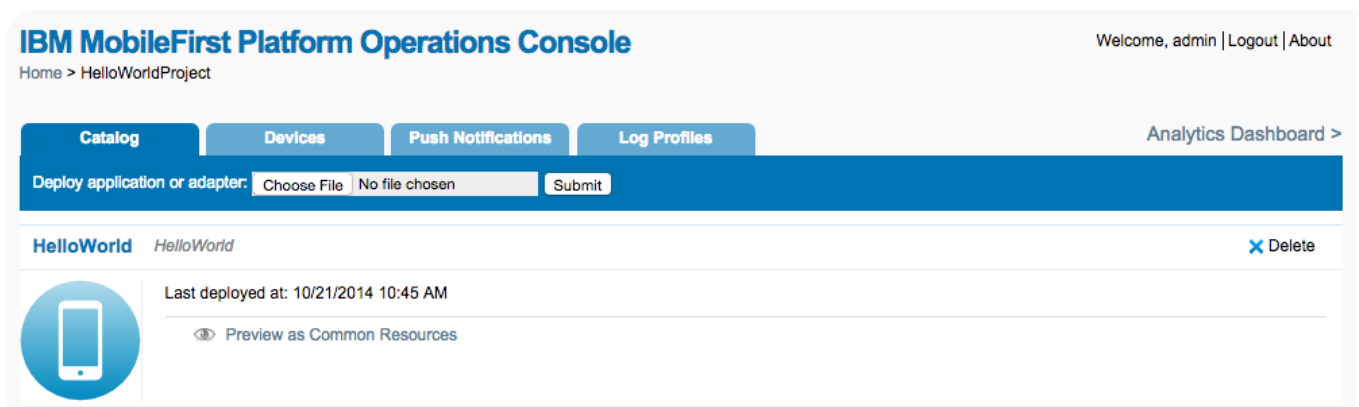 IBM MobileFirst Platform Operations Console
Welcome, admin | Logout | About
Home > HelloWorldProject
Catalog Devices Push Notifications Log Profiles Analytics Dashboard >
Deploy application or adapter: Choose File No file chosen Submit
HelloWorld HelloWorld Delete
Last deployed at: 10/21/2014 10:45 AM
Preview as Common Resources